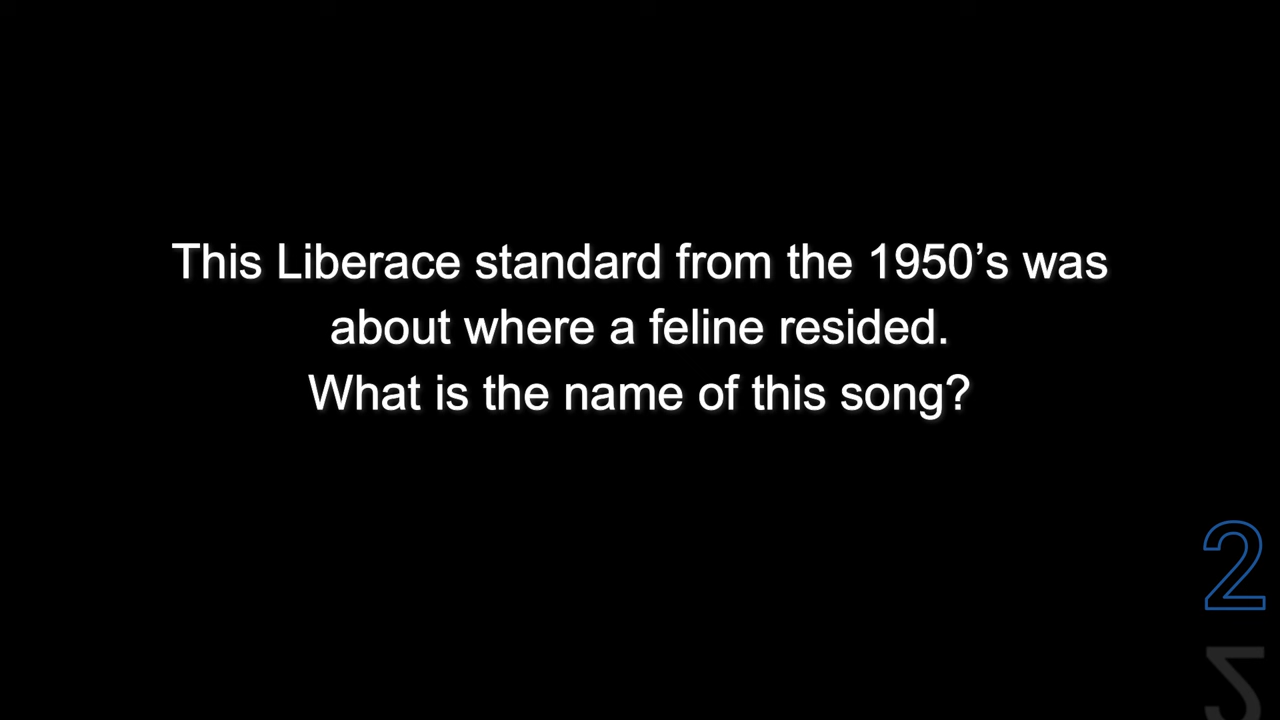 This Liberace standard from the 1950’s was
about where a feline resided.
What is the name of this song?
2